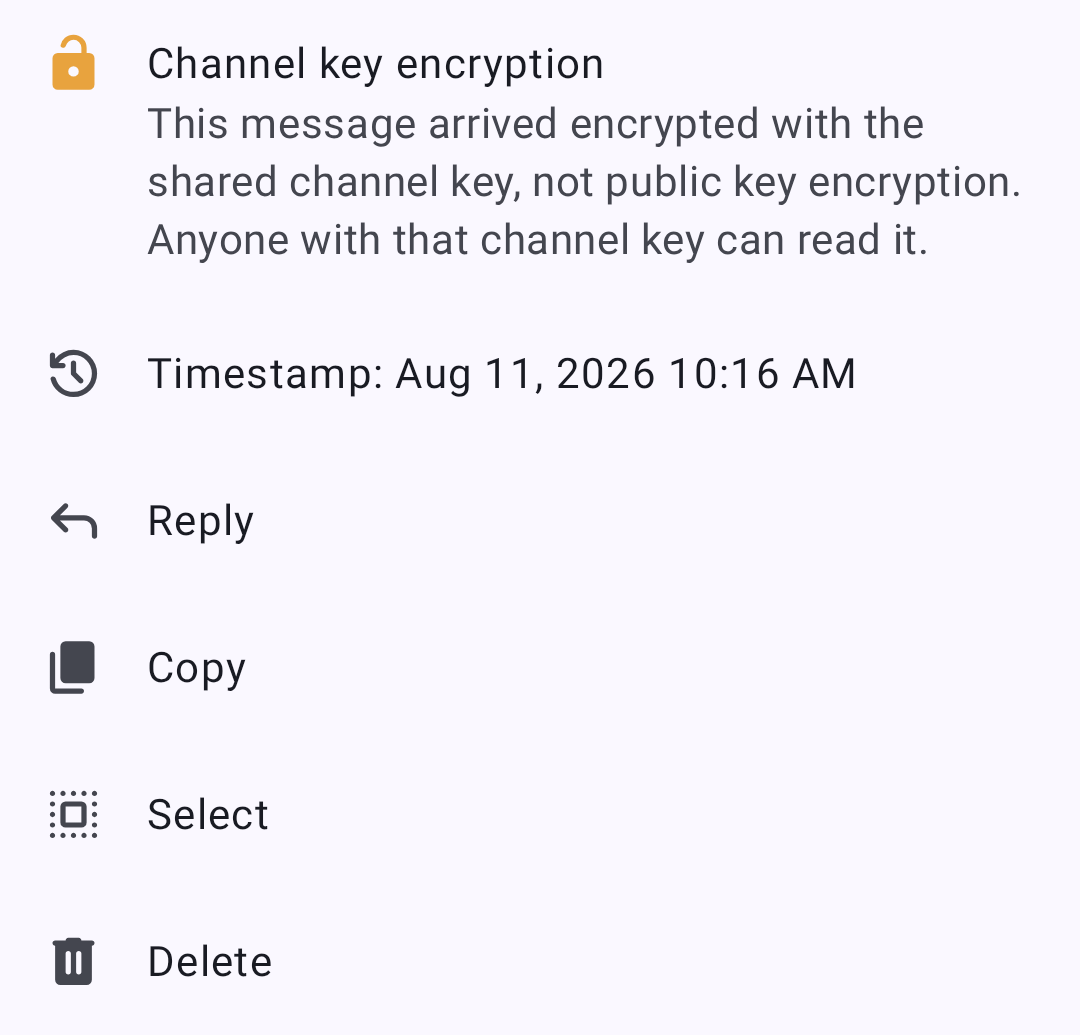 Channel key encryption
This message arrived encrypted with the
shared channel key, not public key encryption.
Anyone with that channel key can read it.
Timestamp: Aug 11, 2026 10:16 AM
Reply
Copy
Select
Delete